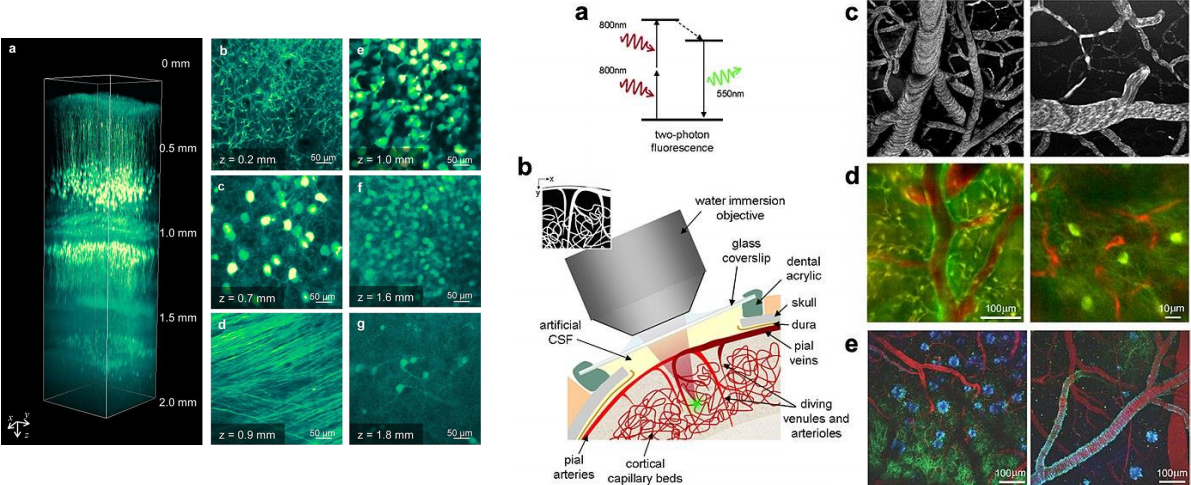 a
0 mm
0.5 mm
1.0 mm
1.5 mm
2.0 mm
x
y
z
b
z = 0.2 mm
50 µm
e
z = 1.0 mm
50 µm
c
z = 0.7 mm
50 µm
f
z = 1.6 mm
50 µm
d
z = 0.9 mm
50 µm
g
z = 1.8 mm
50 µm
a
800nm
800nm
550nm
two-photon
fluorescence
b
x
y
water immersion
objective
glass
coverslip
dental
acrylic
skull
dura
pial
veins
artificial
CSF
diving
venules and
arterioles
pial
arteries
cortical
capillary beds
c
d
100µm
10µm
e
100µm
100µm